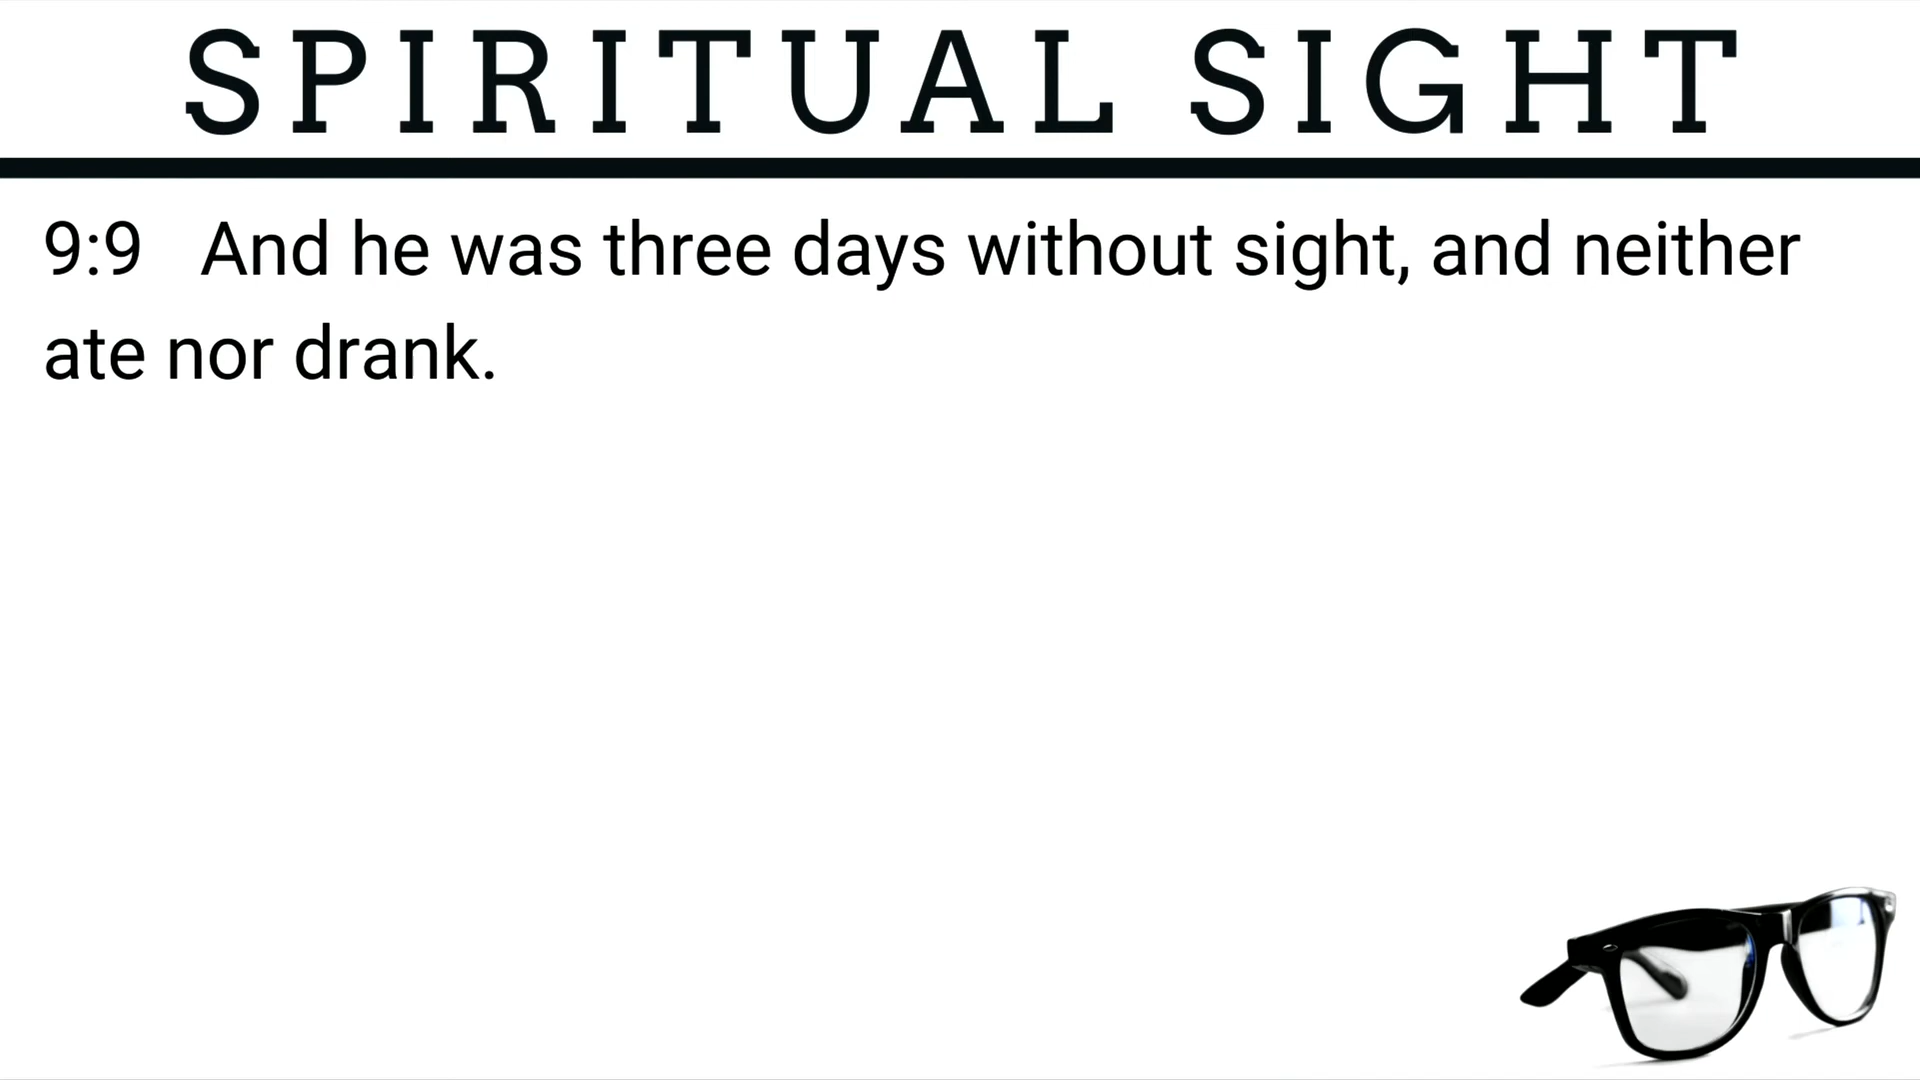 SPIRITUAL SIGHT
9:9 And he was three days without sight, and neither
ate nor drank.